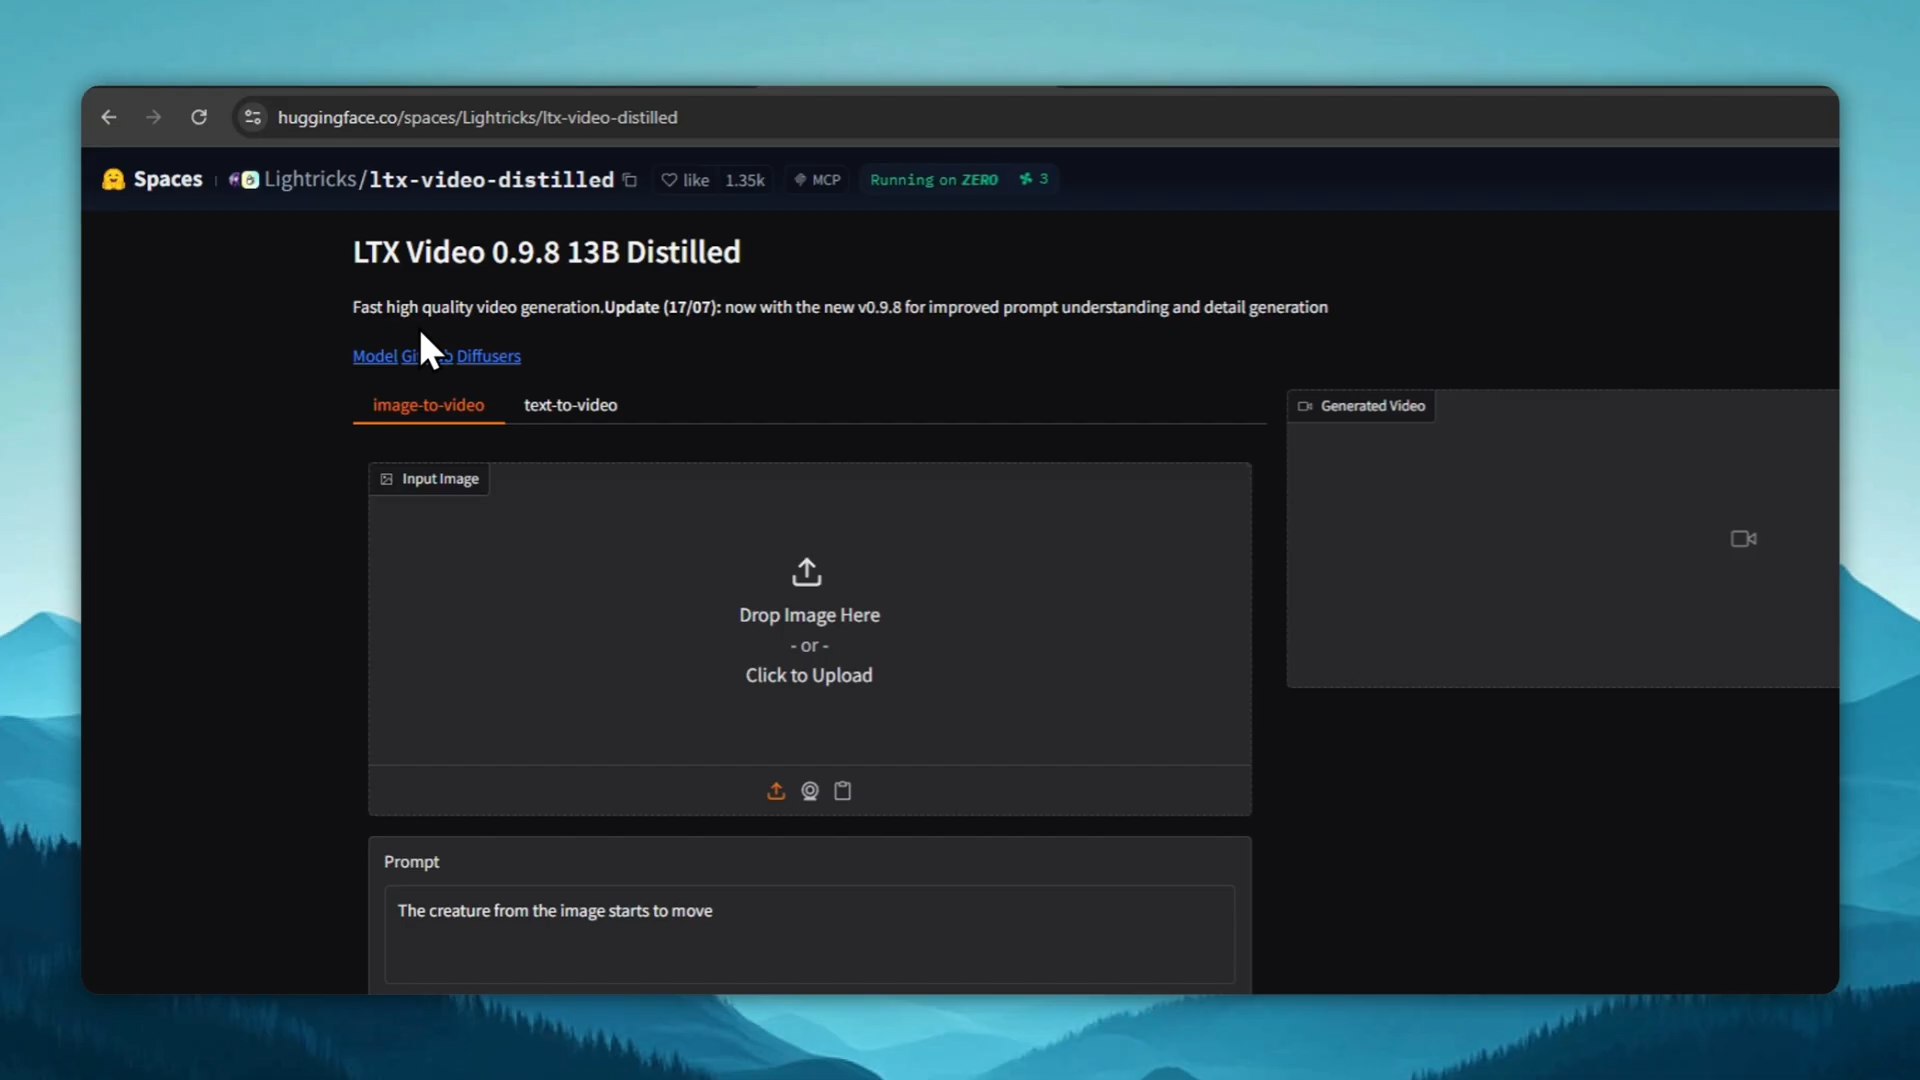 huggingface.co/spaces/Lightricks/ltx-video-distilled
Spaces Lightricks/ltx-video-distilled like 1.35k MCP Running on ZERO 3
LTX Video 0.9.8 13B Distilled
Fast high quality video generation.Update (17/07): now with the new v0.9.8 for improved prompt understanding and detail generation
Model Diffusers
image-to-video text-to-video
Generated Video
Input Image
Drop Image Here
- or -
Click to Upload
Prompt
The creature from the image starts to move